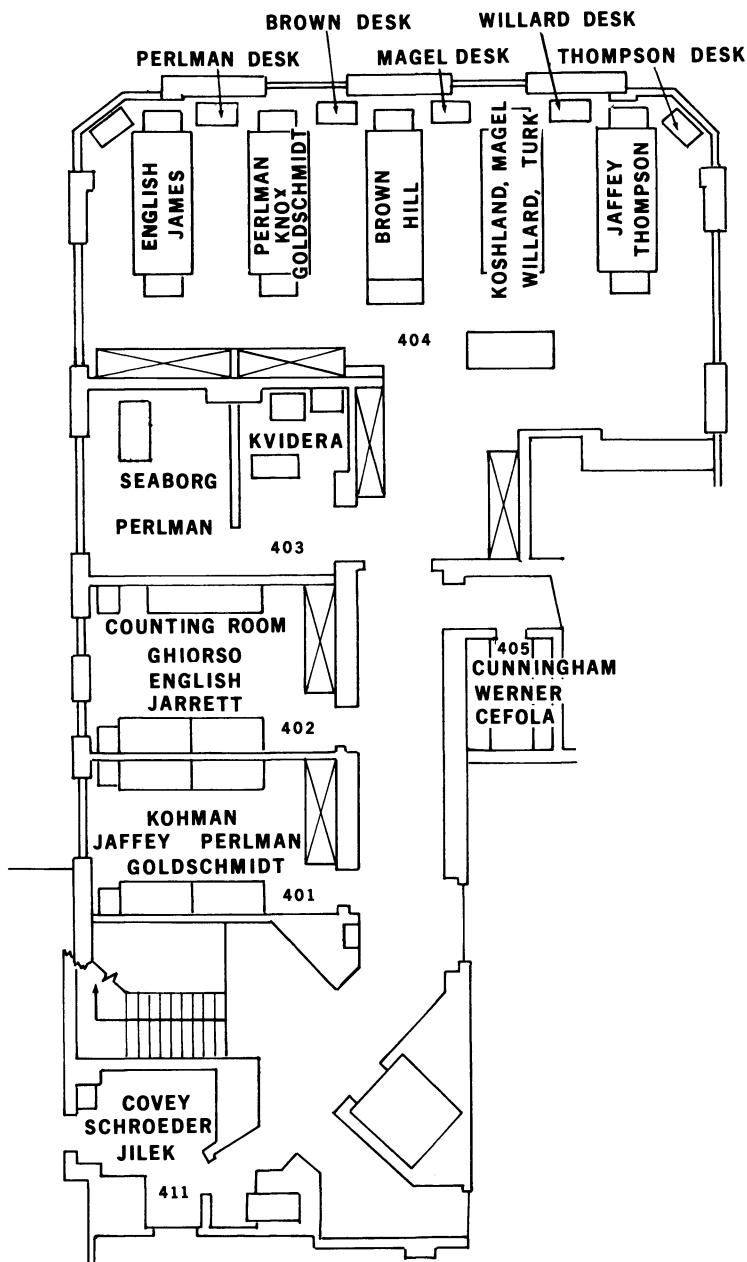 BROWN DESK
WILLARD DESK
PERLMAN DESK
MAGEL DESK
THOMPSON DESK
ENGLISH
JAMES
PERLMAN
KNOX
GOLDSCHMIDT
BROWN
HILL
KOSHLAND, MAGEL
WILLARD, TURK
JAFFEY
THOMPSON
404
KVIDERA
SEABORG
PERLMAN
403
COUNTING ROOM
GHIORSO
ENGLISH
JARRETT
402
405
CUNNINGHAM
WERNER
CEFOLA
KOHMAN
JAFFEY PERLMAN
GOLDSCHMIDT
401
COVEY
SCHROEDER
JILEK
411